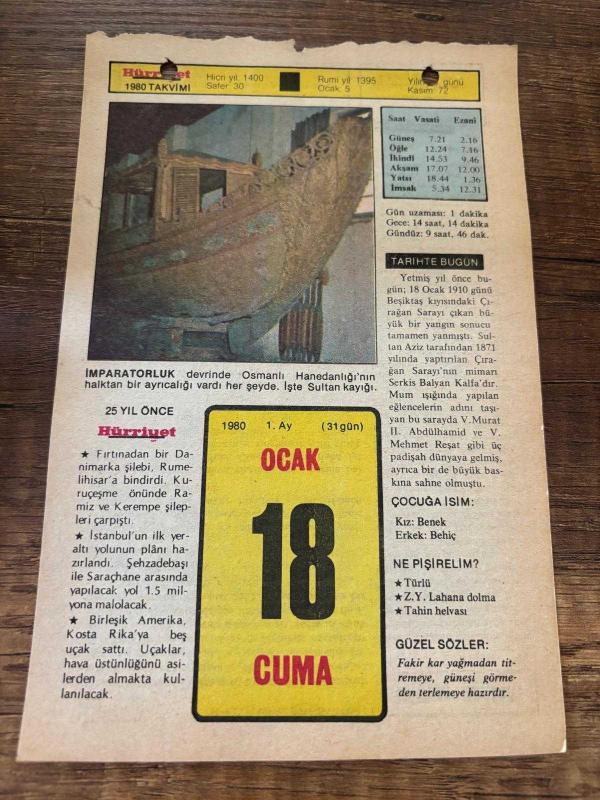 Hürriyet
1980 TAKVİMİ
Hicri yıl 1400
Safer 30
Rumi yıl 1395
Ocak 5
günü
Kasım 72
Saat Vasati Ezani
Güneş 7.21 2.16
Öğle 12.24 7.16
İkindi 14.53 9.46
Akşam 17.07 12.00
Yatsı 18.44 1.36
İmsak 5.34 12.31
Gün uzaması: 1 dakika
Gece: 14 saat, 14 dakika
Gündüz: 9 saat, 46 dak.
İMPARATORLUK devrinde Osmanlı Hanedanlığı'nın
halktan bir ayrıcalığı vardı her şeyde. İşte Sultan kayığı.
25 YIL ÖNCE
Hürriyet
★ Fırtınadan bir Da-
nimarka şilebi, Rume-
lihisar'a bindirdi. Ku-
ruçeşme önünde Ra-
miz ve Kerempe şilep-
leri çarpıştı.
★ İstanbul'un ilk yer-
altı yolunun plânı ha-
zırlandı. Şehzadebaşı
ile Saraçhane arasında
yapılacak yol 1.5 mil-
yona malolacak.
★ Birleşik Amerika,
Kosta Rika'ya beş
uçak sattı. Uçaklar,
hava üstünlüğünü asi-
lerden almakta kul-
lanılacak.
1980 1. Ay (31 gün)
OCAK
18
CUMA
TARİHTE BUGÜN
Yetmiş yıl önce bu-
gün; 18 Ocak 1910 günü
Beşiktaş kıyısındaki Çı-
rağan Sarayı çıkan bü-
yük bir yangın sonucu
tamamen yanmıştı. Sul-
tan Aziz tarafından 1871
yılında yaptırılan Çıra-
ğan Sarayı'nın mimarı
Serkis Balyan Kalfa'dır.
Mum ışığında yapılan
eğlencelerin adını taşı-
yan bu sarayda V.Murat
II. Abdülhamid ve V.
Mehmet Reşat gibi üç
padişah dünyaya gelmiş,
ayrıca bir de büyük bas-
kına sahne olmuştu.
ÇOCUĞA İSİM:
Kız: Benek
Erkek: Behiç
NE PİŞİRELİM?
★ Türlü
★ Z.Y. Lahana dolma
★ Tahin helvası
GÜZEL SÖZLER:
Fakir kar yağmadan tit-
remeye, güneşi görme-
den terlemeye hazırdır.